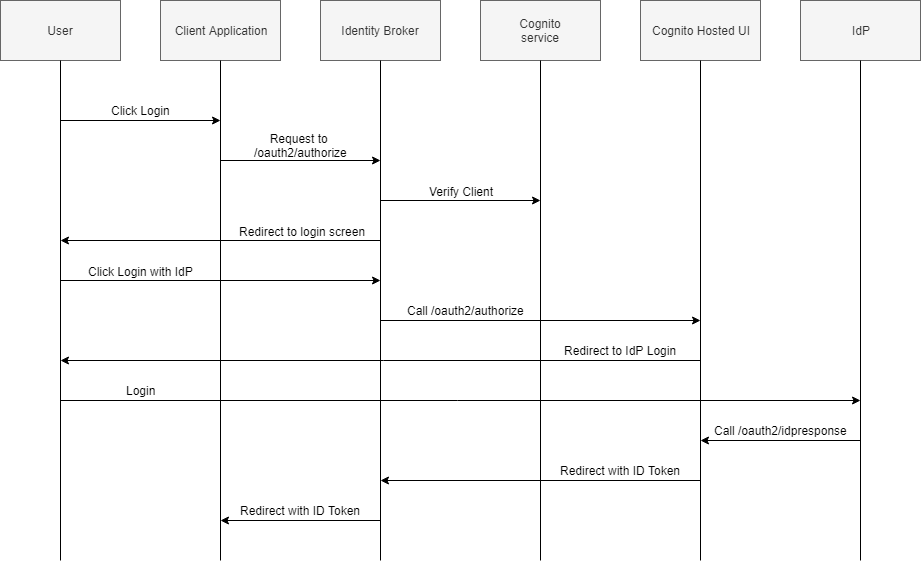 User
Client Application
Identity Broker
Cognito
service
Cognito Hosted UI
IdP
Click Login
Request to
/oauth2/authorize
Verify Client
Redirect to login screen
Click Login with IdP
Call /oauth2/authorize
Redirect to IdP Login
Login
Call /oauth2/idpresponse
Redirect with ID Token
Redirect with ID Token